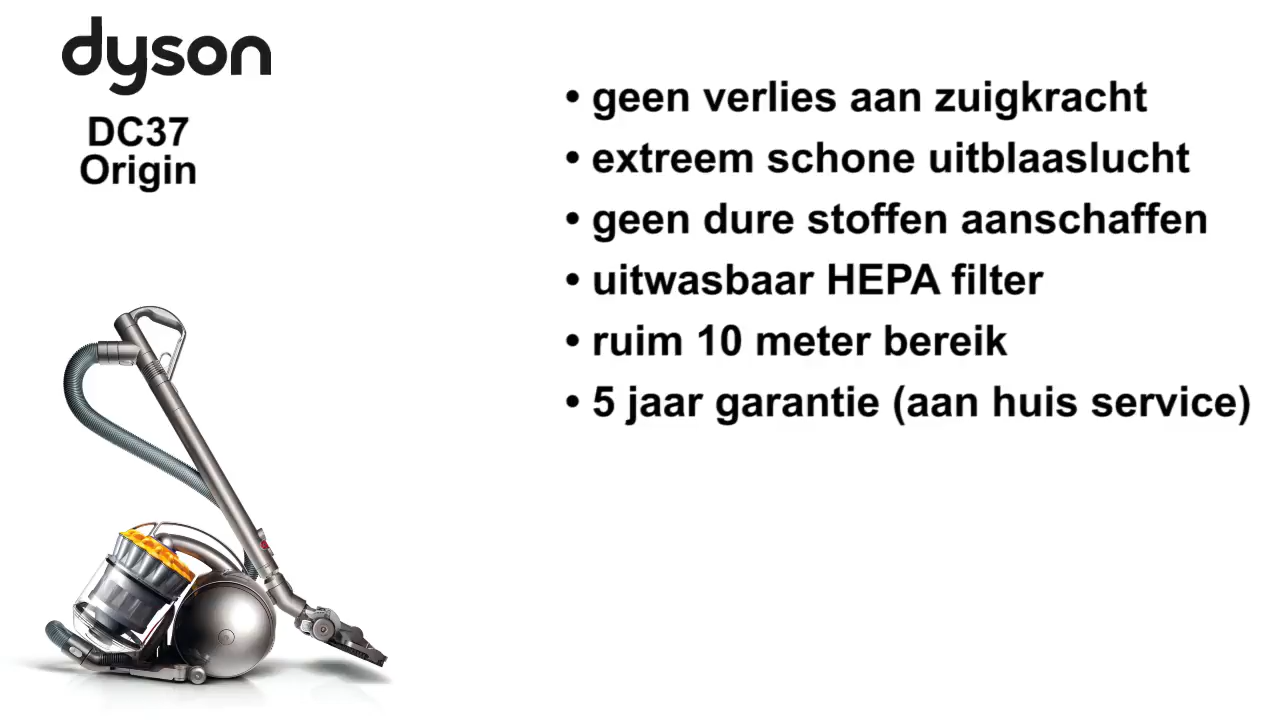 dyson
DC37
Origin
• geen verlies aan zuigkracht
• extreem schone uitblaaslucht
• geen dure stoffen aanschaffen
• uitwasbaar HEPA filter
• ruim 10 meter bereik
• 5 jaar garantie (aan huis service)